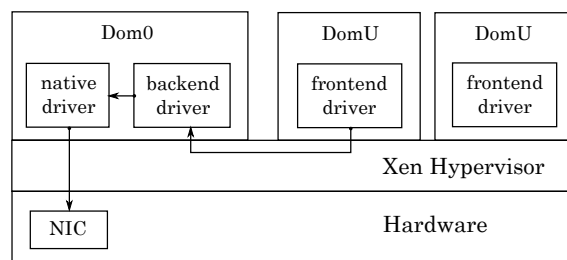 Dom0
DomU
DomU
native
driver
backend
driver
frontend
driver
frontend
driver
Xen Hypervisor
NIC
Hardware